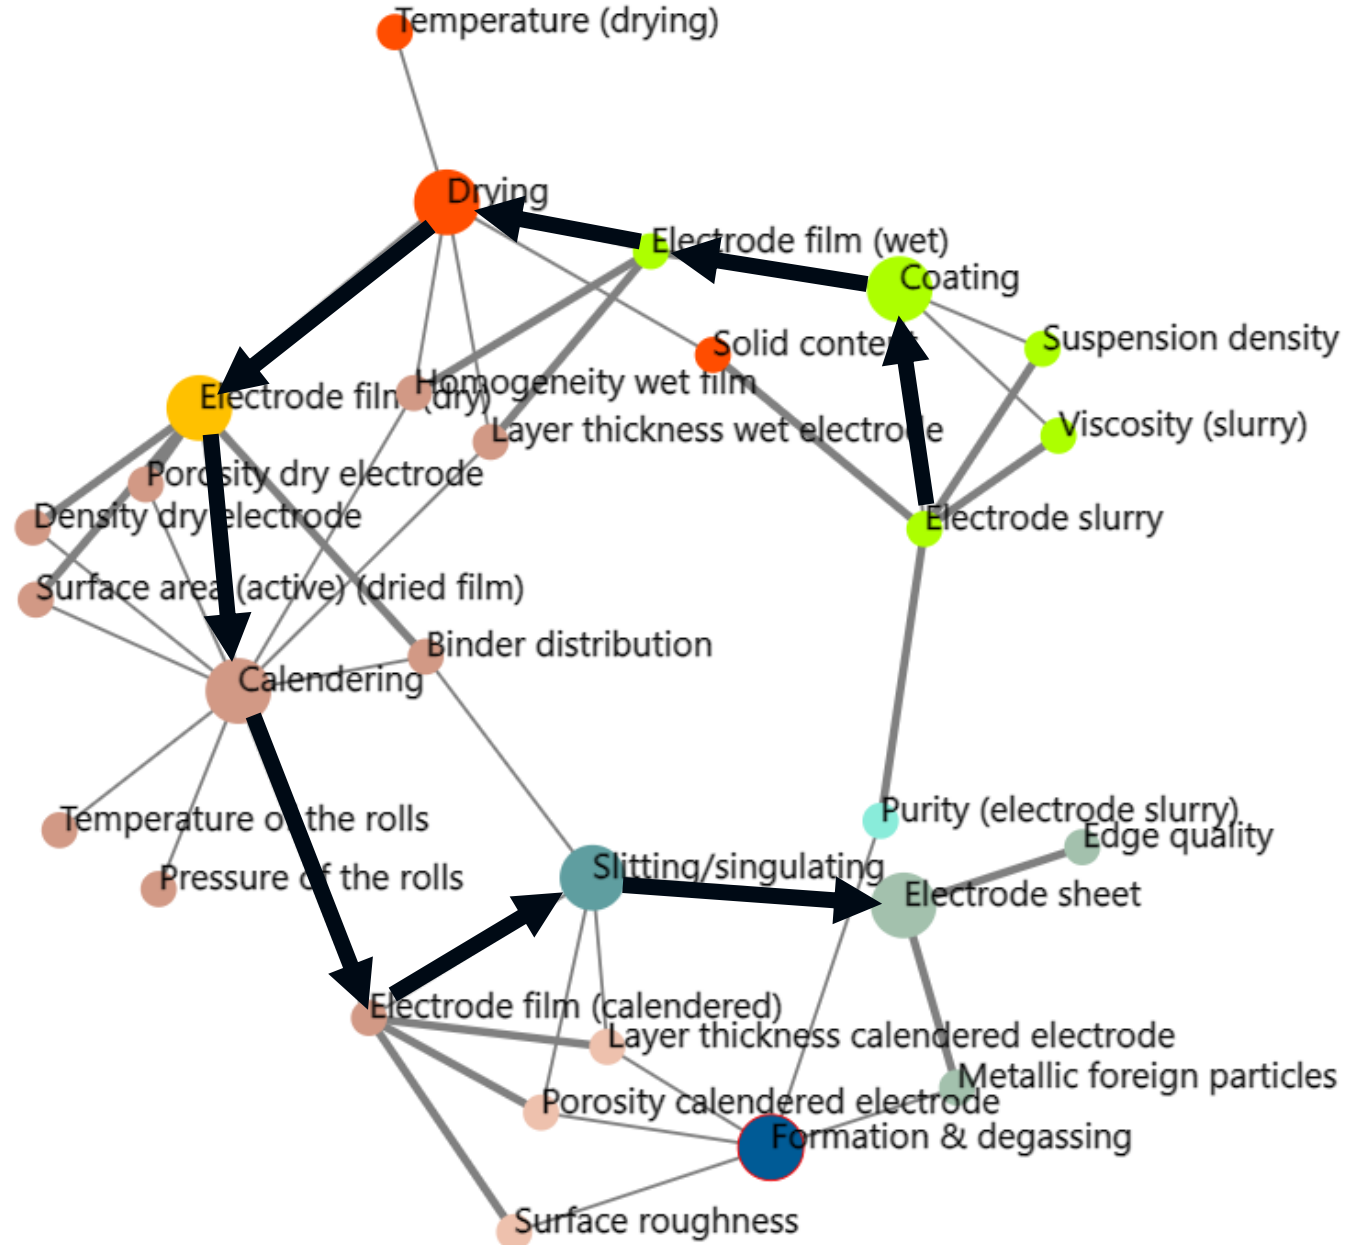 Temperature (drying)
Drying
Electrode film (wet)
Coating
Suspension density
Solid content
Homogeneity wet film
Electrode film (dry)
Viscosity (slurry)
Layer thickness wet electrode
Porosity dry electrode
Density dry electrode
Electrode slurry
Surface area (active) (dried film)
Binder distribution
Calendering
Temperature of the rolls
Purity (electrode slurry)
Edge quality
Slitting/singulating
Pressure of the rolls
Electrode sheet
Electrode film (calendered)
Layer thickness calendered electrode
Metallic foreign particles
Porosity calendered electrode
Formation & degassing
Surface roughness